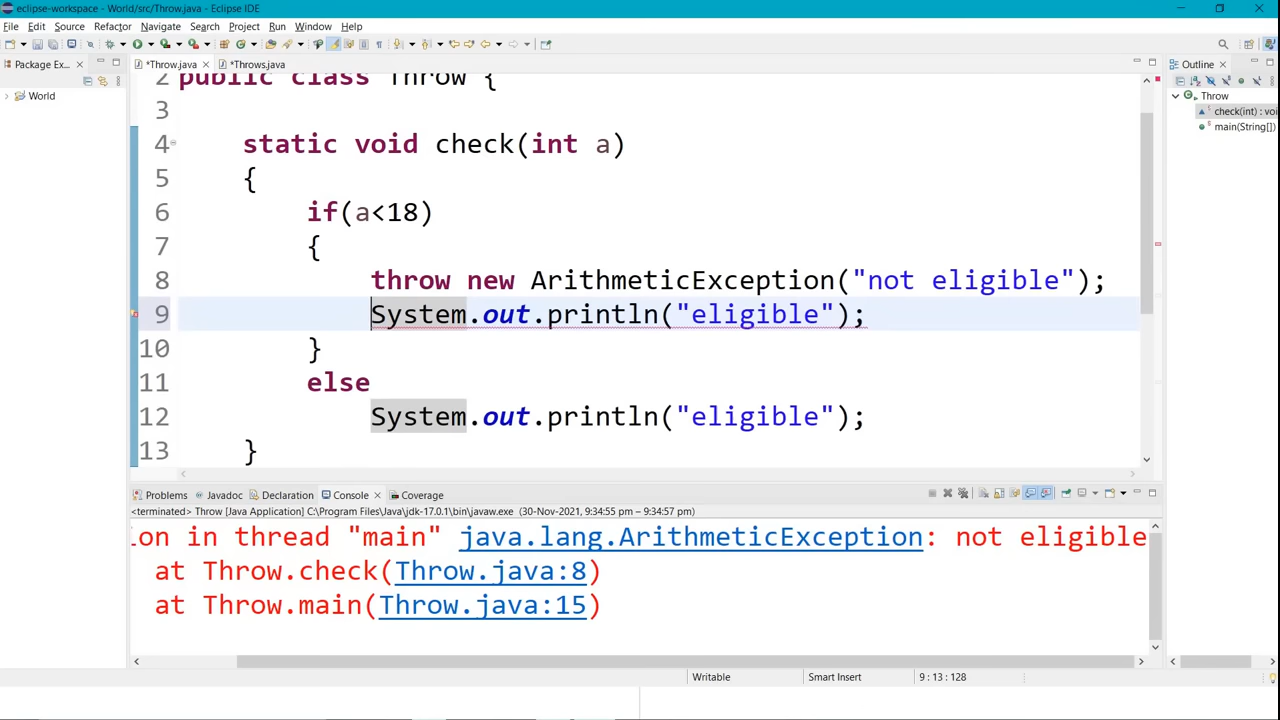 eclipse-workspace - World/src/Throw.java - Eclipse IDE
File Edit Source Refactor Navigate Search Project Run Window Help
Package Ex...
*Throw.java
*Throws.java
Outline
World
2 public class Throw {
3
4 static void check(int a)
5 {
6 if(a<18)
7 {
8 throw new ArithmeticException("not eligible");
9 System.out.println("eligible");
10 }
11 else
12 System.out.println("eligible");
13 }
Throw
check(int) : voi
main(String[])
Problems Javadoc Declaration Console Coverage
<terminated> Throw [Java Application] C:\Program Files\Java\jdk-17.0.1\bin\javaw.exe (30-Nov-2021, 9:34:55 pm – 9:34:57 pm)
ion in thread "main" java.lang.ArithmeticException: not eligible
at Throw.check(Throw.java:8)
at Throw.main(Throw.java:15)
Writable Smart Insert 9 : 13 : 128